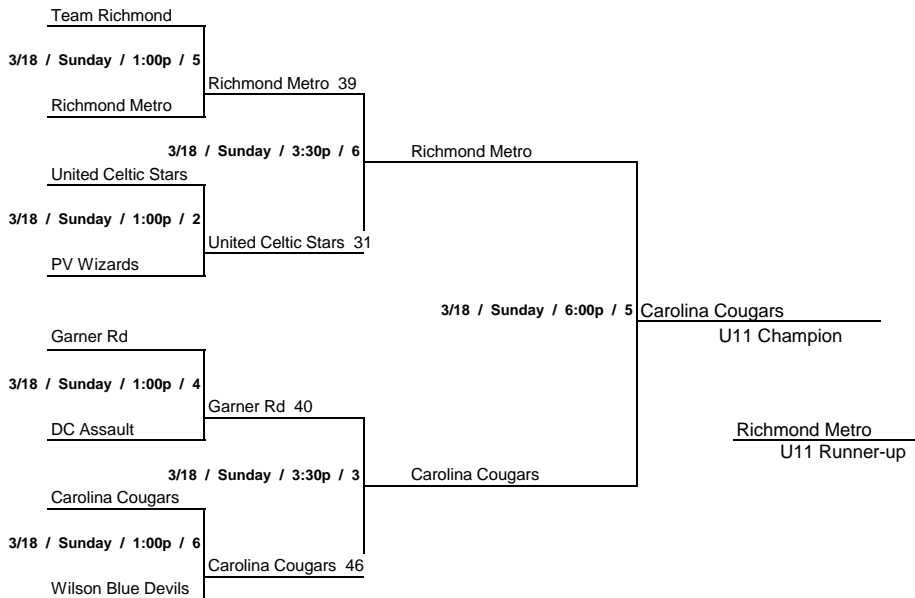 Team Richmond
3/18 / Sunday / 1:00p / 5
Richmond Metro 39
Richmond Metro
3/18 / Sunday / 3:30p / 6
Richmond Metro
United Celtic Stars
3/18 / Sunday / 1:00p / 2
United Celtic Stars 31
PV Wizards
3/18 / Sunday / 6:00p / 5
Carolina Cougars
U11 Champion
Garner Rd
3/18 / Sunday / 1:00p / 4
Garner Rd 40
DC Assault
Richmond Metro
U11 Runner-up
3/18 / Sunday / 3:30p / 3
Carolina Cougars
Carolina Cougars
3/18 / Sunday / 1:00p / 6
Carolina Cougars 46
Wilson Blue Devils